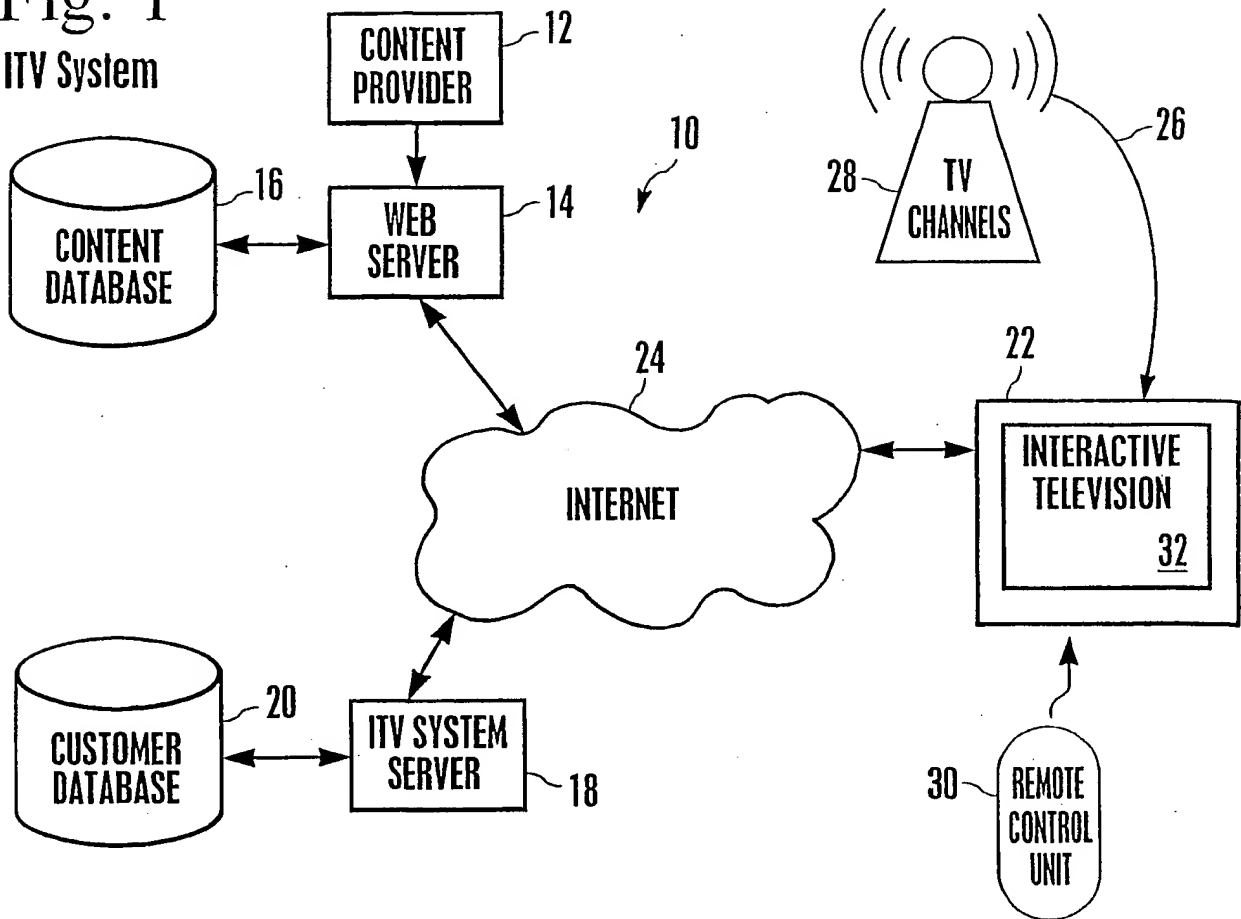 Fig. 1
ITV System
CONTENT
PROVIDER
12
10
26
28
TV
CHANNELS
16
CONTENT
DATABASE
14
WEB
SERVER
24
INTERNET
22
INTERACTIVE
TELEVISION
32
20
CUSTOMER
DATABASE
ITV SYSTEM
SERVER
18
30
REMOTE
CONTROL
UNIT